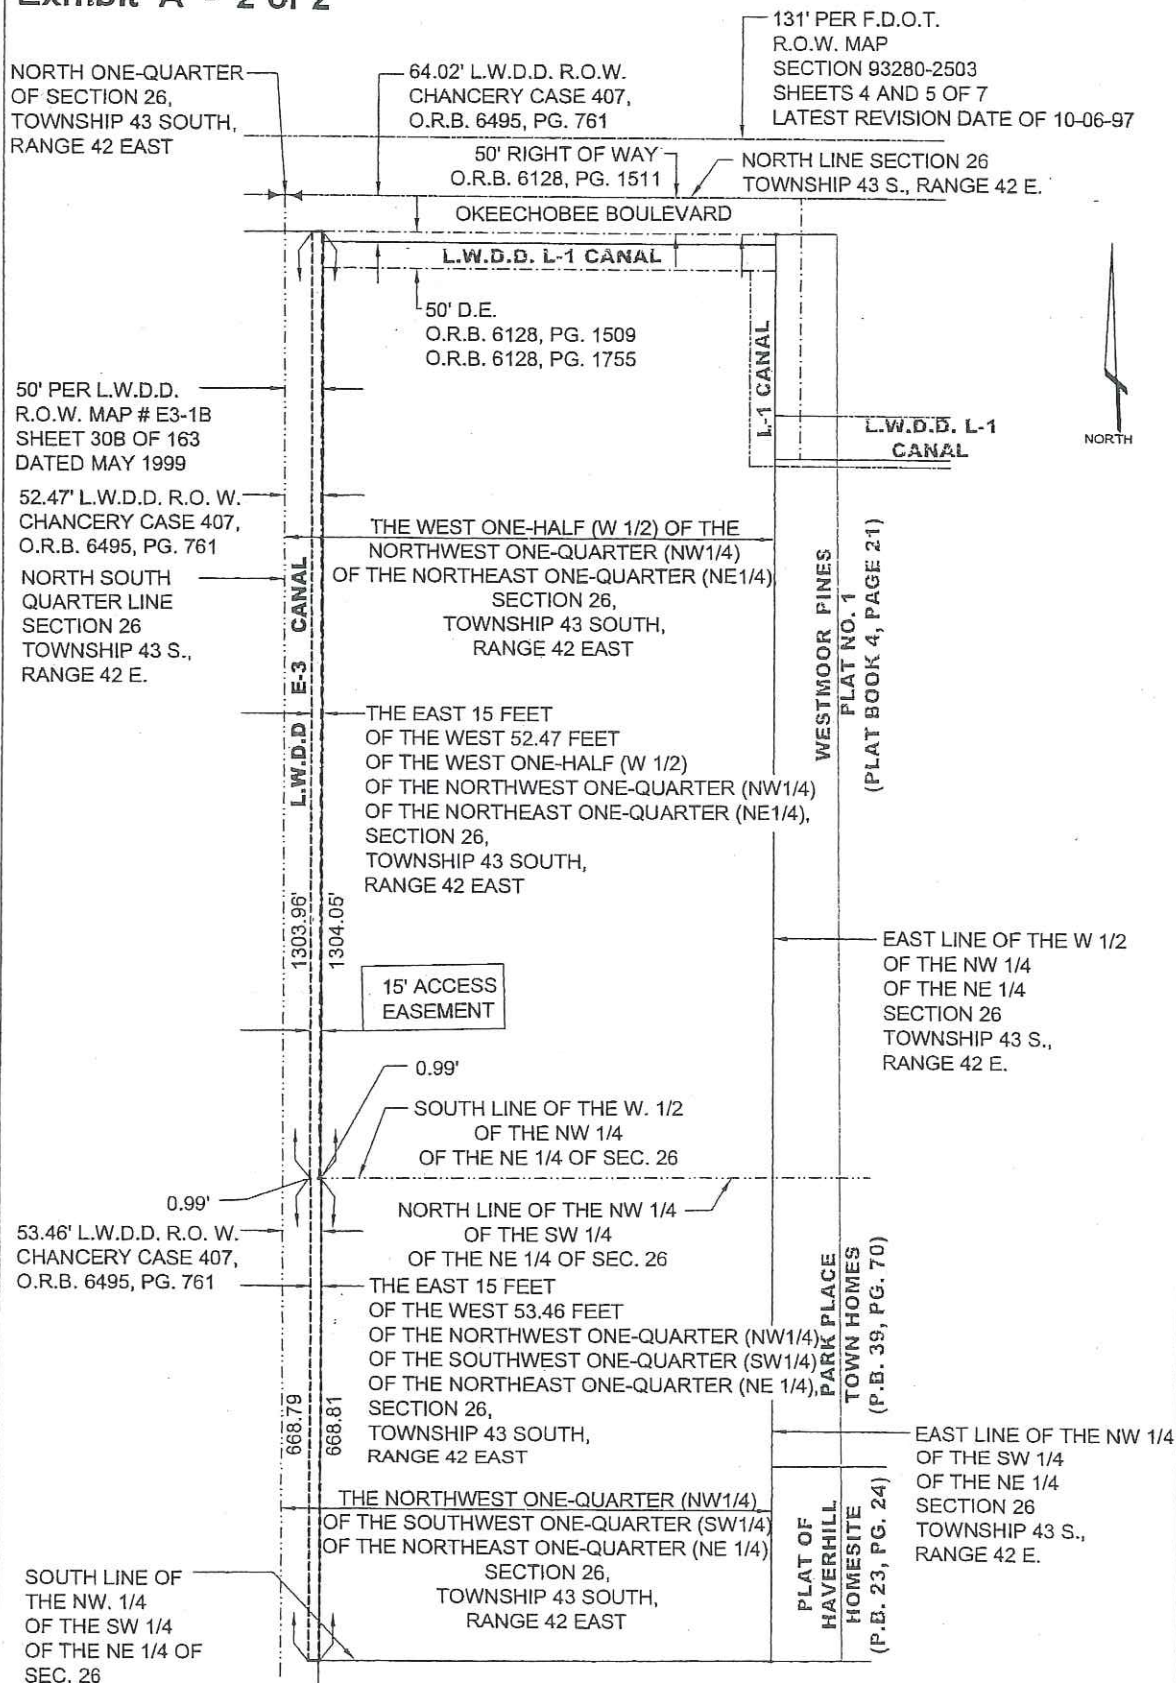 Exhibit "A" - 2 of 2
131' PER F.D.O.T.
R.O.W. MAP
SECTION 93280-2503
SHEETS 4 AND 5 OF 7
LATEST REVISION DATE OF 10-06-97
NORTH ONE-QUARTER
OF SECTION 26,
TOWNSHIP 43 SOUTH,
RANGE 42 EAST
64.02' L.W.D.D. R.O.W.
CHANCERY CASE 407,
O.R.B. 6495, PG. 761
50' RIGHT OF WAY
O.R.B. 6128, PG. 1511
NORTH LINE SECTION 26
TOWNSHIP 43 S., RANGE 42 E.
OKEECHOBEE BOULEVARD
L.W.D.D. L-1 CANAL
50' D.E.
O.R.B. 6128, PG. 1509
O.R.B. 6128, PG. 1755
L-1 CANAL
L.W.D.D. L-1
CANAL
NORTH
50' PER L.W.D.D.
R.O.W. MAP # E3-1B
SHEET 30B OF 163
DATED MAY 1999
52.47' L.W.D.D. R.O. W.
CHANCERY CASE 407,
O.R.B. 6495, PG. 761
NORTH SOUTH
QUARTER LINE
SECTION 26
TOWNSHIP 43 S.,
RANGE 42 E.
L.W.D.D E-3 CANAL
THE WEST ONE-HALF (W 1/2) OF THE
NORTHWEST ONE-QUARTER (NW1/4)
OF THE NORTHEAST ONE-QUARTER (NE1/4)
SECTION 26,
TOWNSHIP 43 SOUTH,
RANGE 42 EAST
WESTMOOR PINES
PLAT NO. 1
(PLAT BOOK 4, PAGE 21)
THE EAST 15 FEET
OF THE WEST 52.47 FEET
OF THE WEST ONE-HALF (W 1/2)
OF THE NORTHWEST ONE-QUARTER (NW1/4)
OF THE NORTHEAST ONE-QUARTER (NE1/4),
SECTION 26,
TOWNSHIP 43 SOUTH,
RANGE 42 EAST
1303.96'
1304.05'
15' ACCESS
EASEMENT
EAST LINE OF THE W 1/2
OF THE NW 1/4
OF THE NE 1/4
SECTION 26
TOWNSHIP 43 S.,
RANGE 42 E.
0.99'
SOUTH LINE OF THE W. 1/2
OF THE NW 1/4
OF THE NE 1/4 OF SEC. 26
0.99'
NORTH LINE OF THE NW 1/4
OF THE SW 1/4
OF THE NE 1/4 OF SEC. 26
53.46' L.W.D.D. R.O. W.
CHANCERY CASE 407,
O.R.B. 6495, PG. 761
THE EAST 15 FEET
OF THE WEST 53.46 FEET
OF THE NORTHWEST ONE-QUARTER (NW1/4)
OF THE SOUTHWEST ONE-QUARTER (SW1/4)
OF THE NORTHEAST ONE-QUARTER (NE 1/4),
SECTION 26,
TOWNSHIP 43 SOUTH,
RANGE 42 EAST
PARK PLACE
TOWN HOMES
(P.B. 39, PG. 70)
668.79
668.81
EAST LINE OF THE NW 1/4
OF THE SW 1/4
OF THE NE 1/4
SECTION 26
TOWNSHIP 43 S.,
RANGE 42 E.
THE NORTHWEST ONE-QUARTER (NW1/4)
OF THE SOUTHWEST ONE-QUARTER (SW1/4)
OF THE NORTHEAST ONE-QUARTER (NE 1/4)
SECTION 26,
TOWNSHIP 43 SOUTH,
RANGE 42 EAST
PLAT OF
HAVERHILL
HOMESITE
(P.B. 23, PG. 24)
SOUTH LINE OF
THE NW. 1/4
OF THE SW 1/4
OF THE NE 1/4 OF
SEC. 26